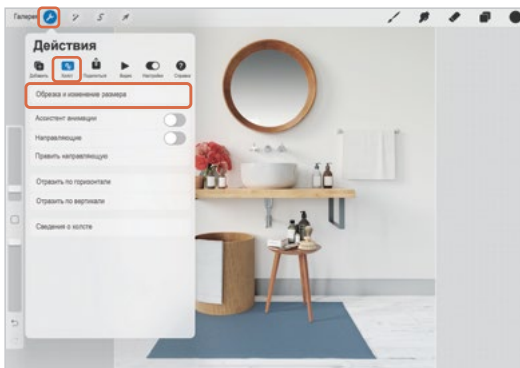 Галерея
Действия
Добавить Холст Поделиться Видео Настройки Справка
Обрезка и изменение размера
Ассистент анимации
Направляющие
Править направляющую
Отразить по горизонтали
Отразить по вертикали
Сведения о холсте